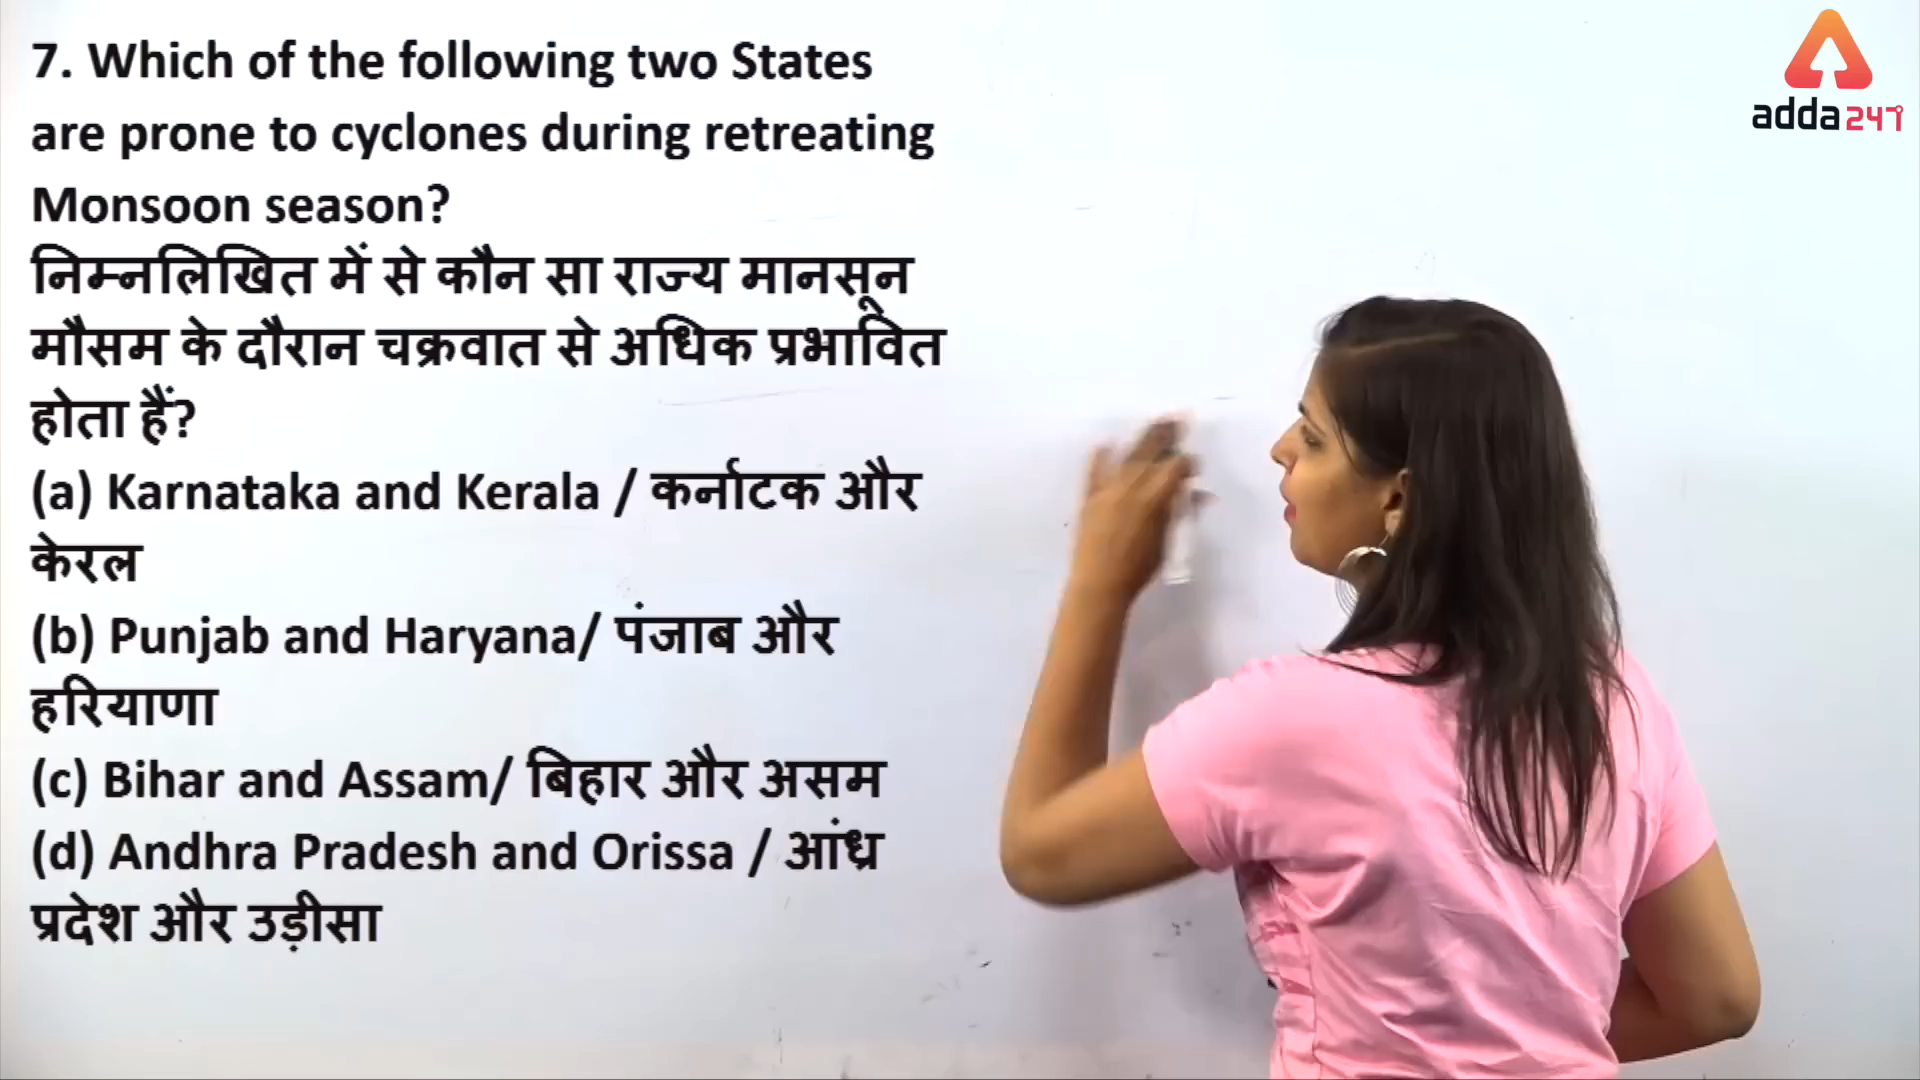 7. Which of the following two States
are prone to cyclones during retreating
Monsoon season?
निम्नलिखित में से कौन सा राज्य मानसून
मौसम के दौरान चक्रवात से अधिक प्रभावित
होता हैं?
(a) Karnataka and Kerala / कर्नाटक और
केरल
(b) Punjab and Haryana/ पंजाब और
हरियाणा
(c) Bihar and Assam/ बिहार और असम
(d) Andhra Pradesh and Orissa / आंध्र
प्रदेश और उड़ीसा
adda247